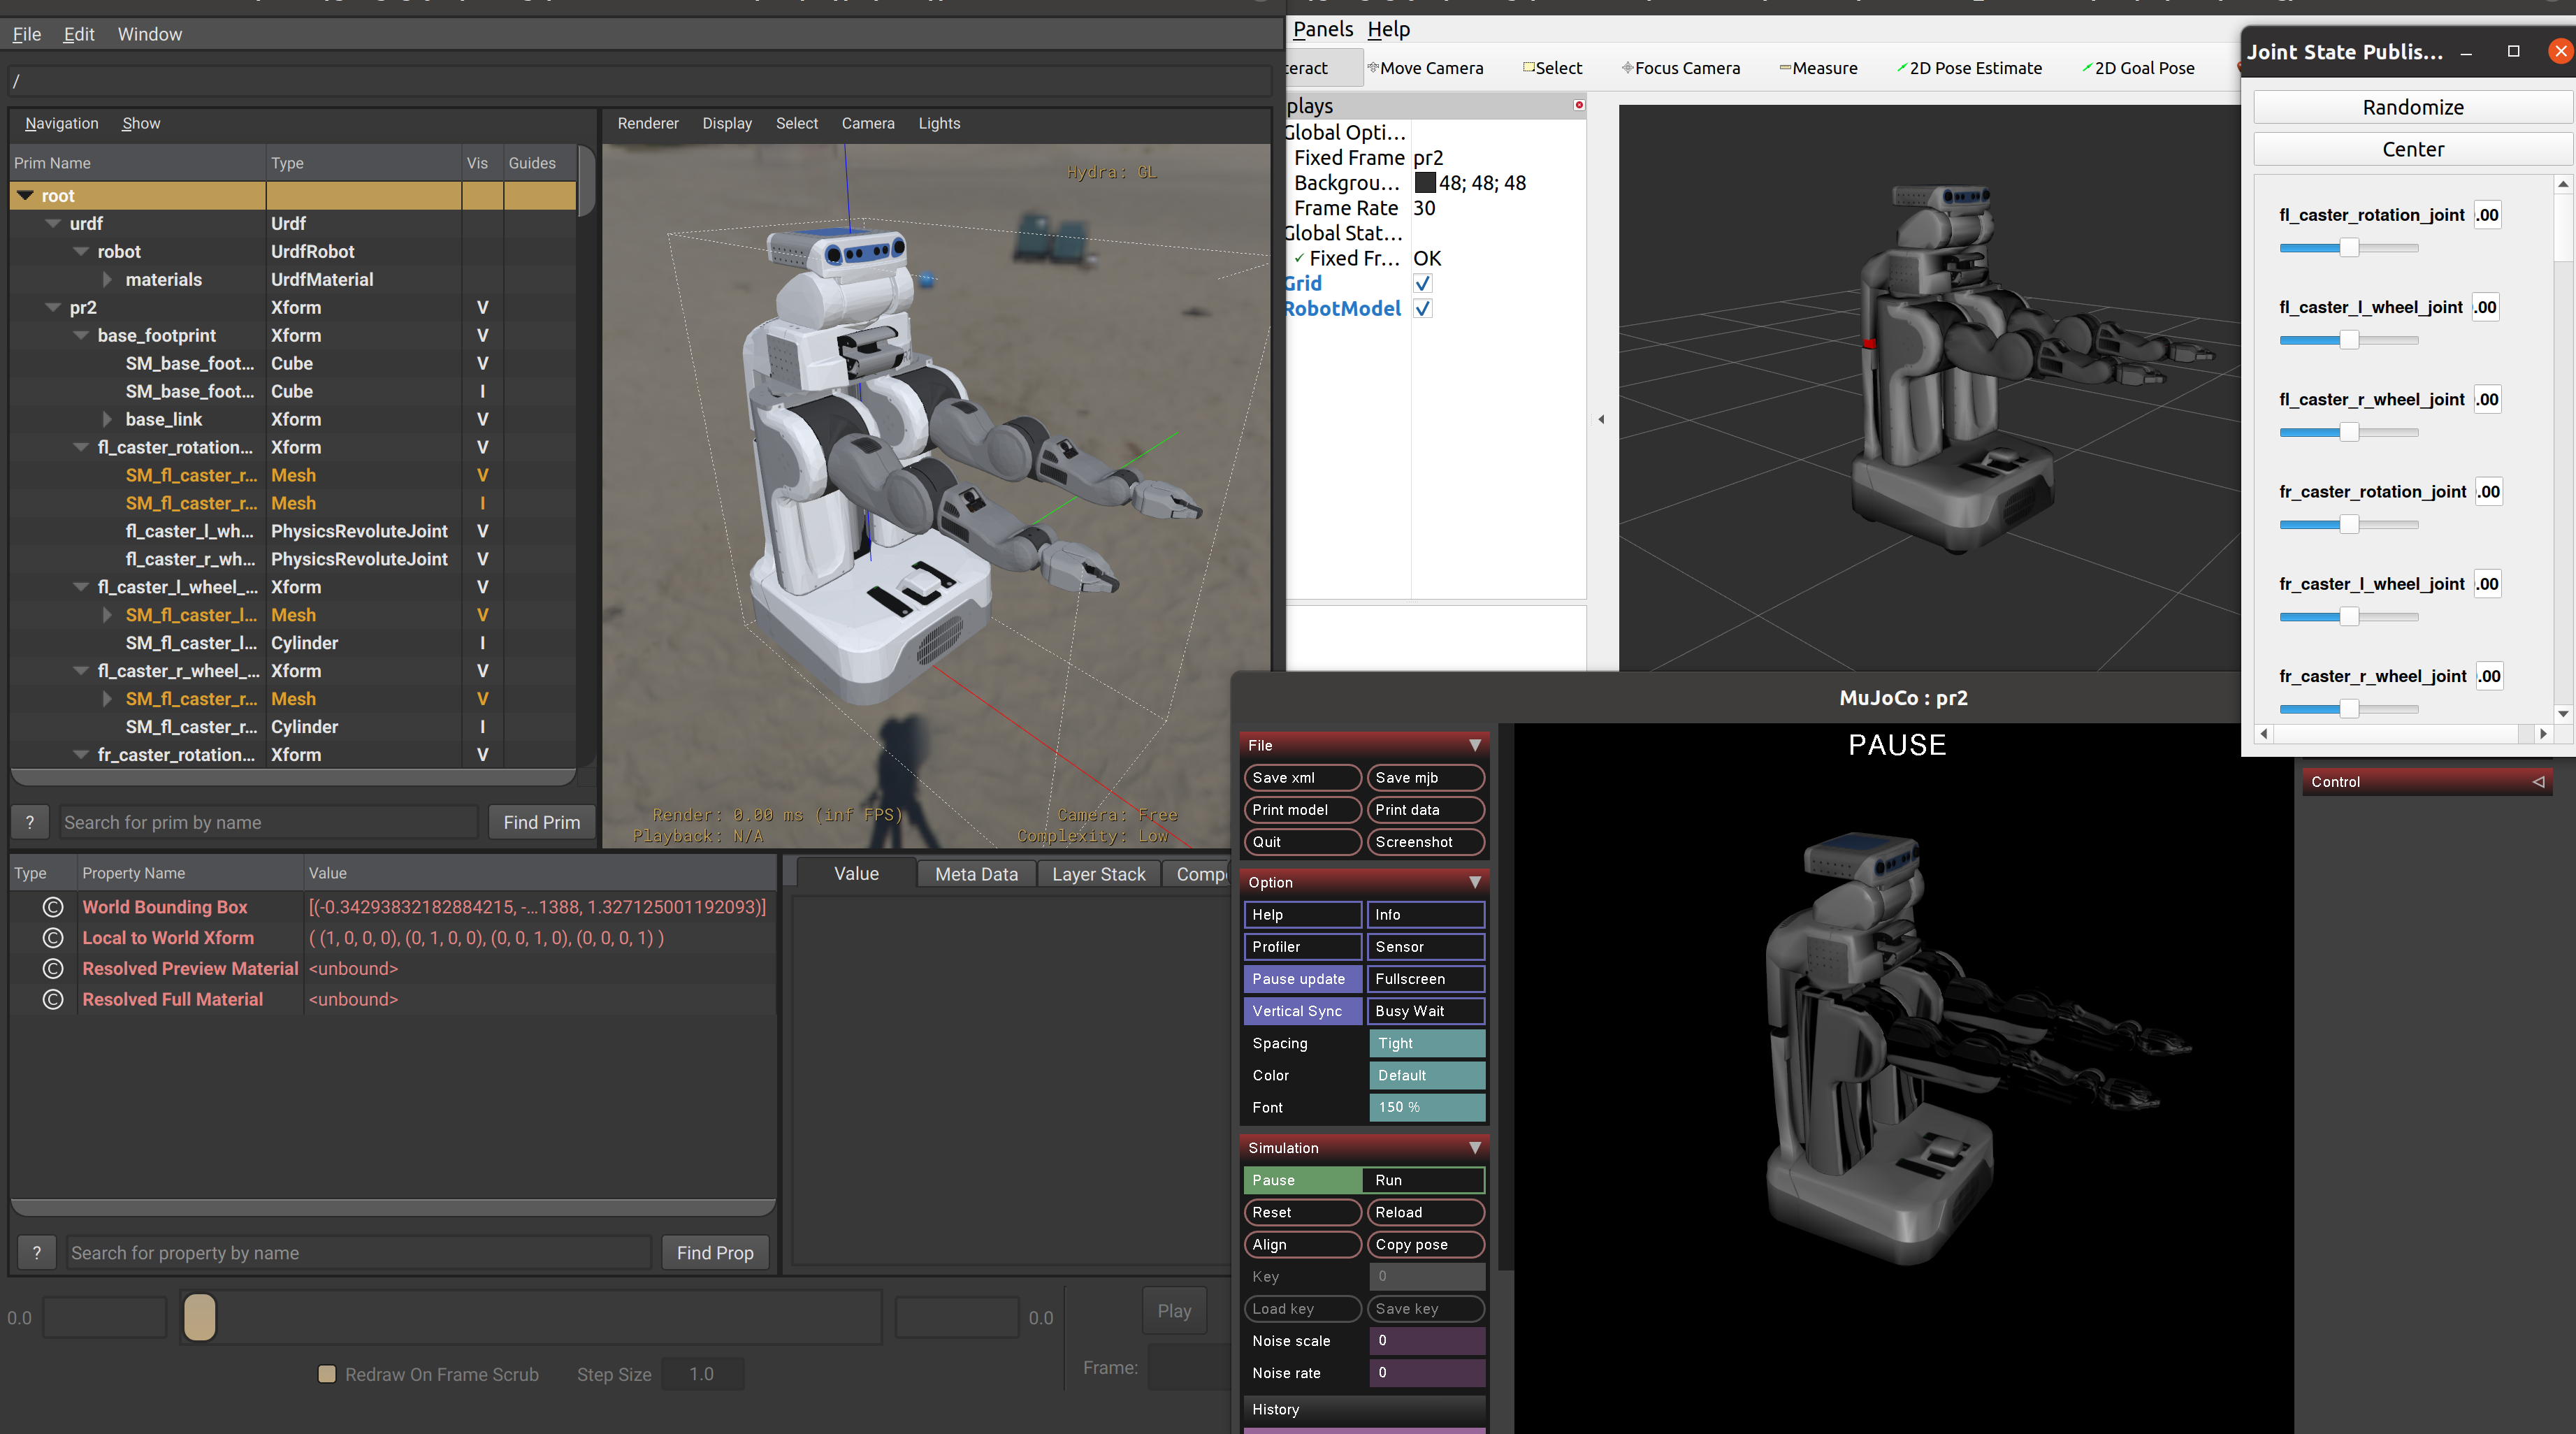 File Edit Window
/
Navigation Show
Prim Name Type Vis Guides
root
urdf Urdf
robot UrdfRobot
materials UrdfMaterial
pr2 Xform V
base_footprint Xform V
SM_base_foot... Cube V
SM_base_foot... Cube I
base_link Xform V
fl_caster_rotation... Xform V
SM_fl_caster_r... Mesh V
SM_fl_caster_r... Mesh I
fl_caster_l_wh... PhysicsRevoluteJoint V
fl_caster_r_wh... PhysicsRevoluteJoint V
fl_caster_l_wheel_... Xform V
SM_fl_caster_l... Mesh V
SM_fl_caster_l... Cylinder I
fl_caster_r_wheel_... Xform V
SM_fl_caster_r... Mesh V
SM_fl_caster_r... Cylinder I
fr_caster_rotation... Xform V
? Search for prim by name Find Prim
Renderer Display Select Camera Lights
Hydra: GL
Render: 0.00 ms (inf FPS) Camera: Free
Playback: N/A Complexity: Low
Type Property Name Value
© World Bounding Box [(-0.34293832182884215, -...1388, 1.327125001192093)]
© Local to World Xform ( (1, 0, 0, 0), (0, 1, 0, 0), (0, 0, 1, 0), (0, 0, 0, 1) )
© Resolved Preview Material <unbound>
© Resolved Full Material <unbound>
? Search for property by name Find Prop
Value Meta Data Layer Stack Comp
0.0 0.0 Play
Redraw On Frame Scrub Step Size 1.0 Frame:
Panels Help
teract Move Camera Select Focus Camera Measure 2D Pose Estimate 2D Goal Pose
plays
Global Opti...
Fixed Frame pr2
Backgrou... 48; 48; 48
Frame Rate 30
Global Stat...
✓ Fixed Fr... OK
Grid
RobotModel
Joint State Publis...
Randomize
Center
fl_caster_rotation_joint .00
fl_caster_l_wheel_joint .00
fl_caster_r_wheel_joint .00
fr_caster_rotation_joint .00
fr_caster_l_wheel_joint .00
fr_caster_r_wheel_joint .00
MuJoCo : pr2
File
Save xml Save mjb
Print model Print data
Quit Screenshot
Option
Help Info
Profiler Sensor
Pause update Fullscreen
Vertical Sync Busy Wait
Spacing Tight
Color Default
Font 150 %
Simulation
Pause Run
Reset Reload
Align Copy pose
Key 0
Load key Save key
Noise scale 0
Noise rate 0
History
PAUSE
Control